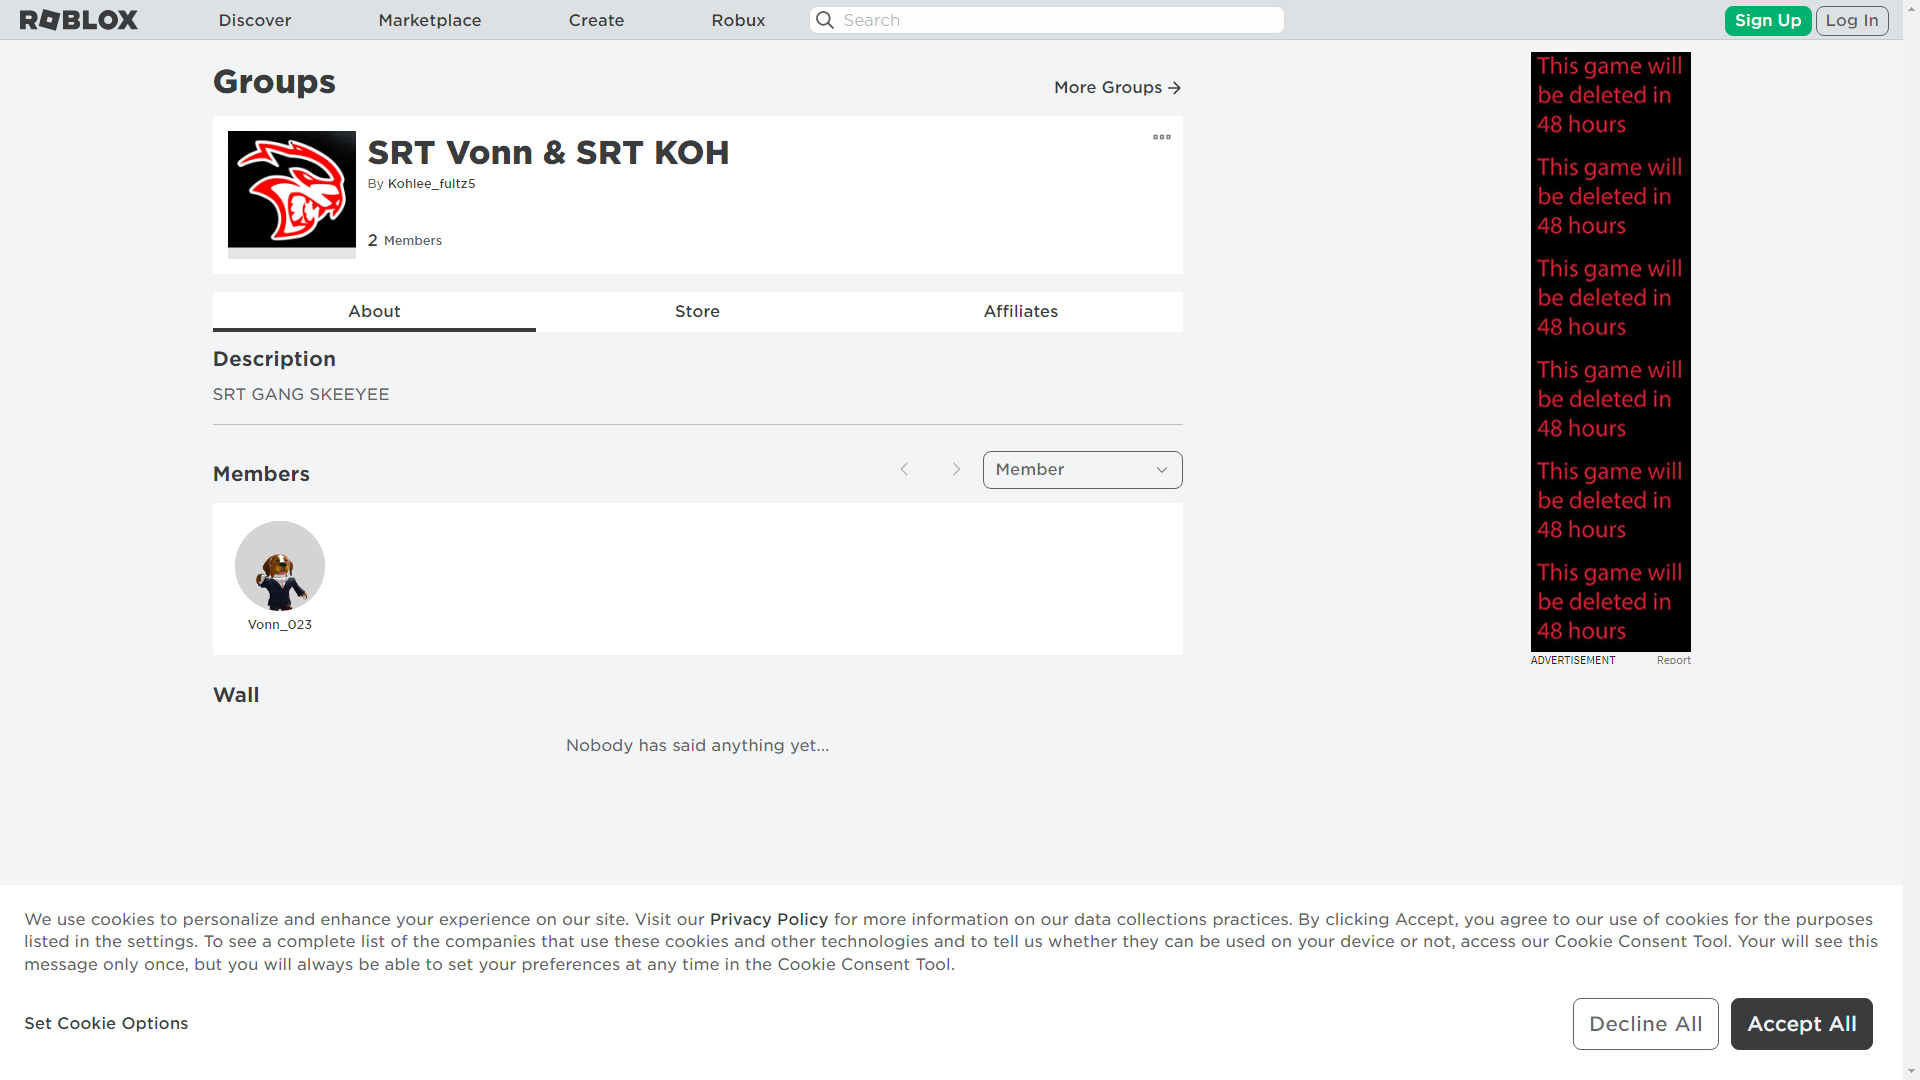 ROBLOX
Discover
Marketplace
Create
Robux
Search
Sign Up
Log In
Groups
More Groups
SRT Vonn & SRT KOH
By Kohlee_fultz5
2 Members
About
Store
Affiliates
Description
SRT GANG SKEEYEE
Members
Member
Vonn_023
Wall
Nobody has said anything yet...
This game will
be deleted in
48 hours
This game will
be deleted in
48 hours
This game will
be deleted in
48 hours
This game will
be deleted in
48 hours
This game will
be deleted in
48 hours
This game will
be deleted in
48 hours
ADVERTISEMENT
Report
We use cookies to personalize and enhance your experience on our site. Visit our Privacy Policy for more information on our data collections practices. By clicking Accept, you agree to our use of cookies for the purposes
listed in the settings. To see a complete list of the companies that use these cookies and other technologies and to tell us whether they can be used on your device or not, access our Cookie Consent Tool. Your will see this
message only once, but you will always be able to set your preferences at any time in the Cookie Consent Tool.
Set Cookie Options
Decline All
Accept All